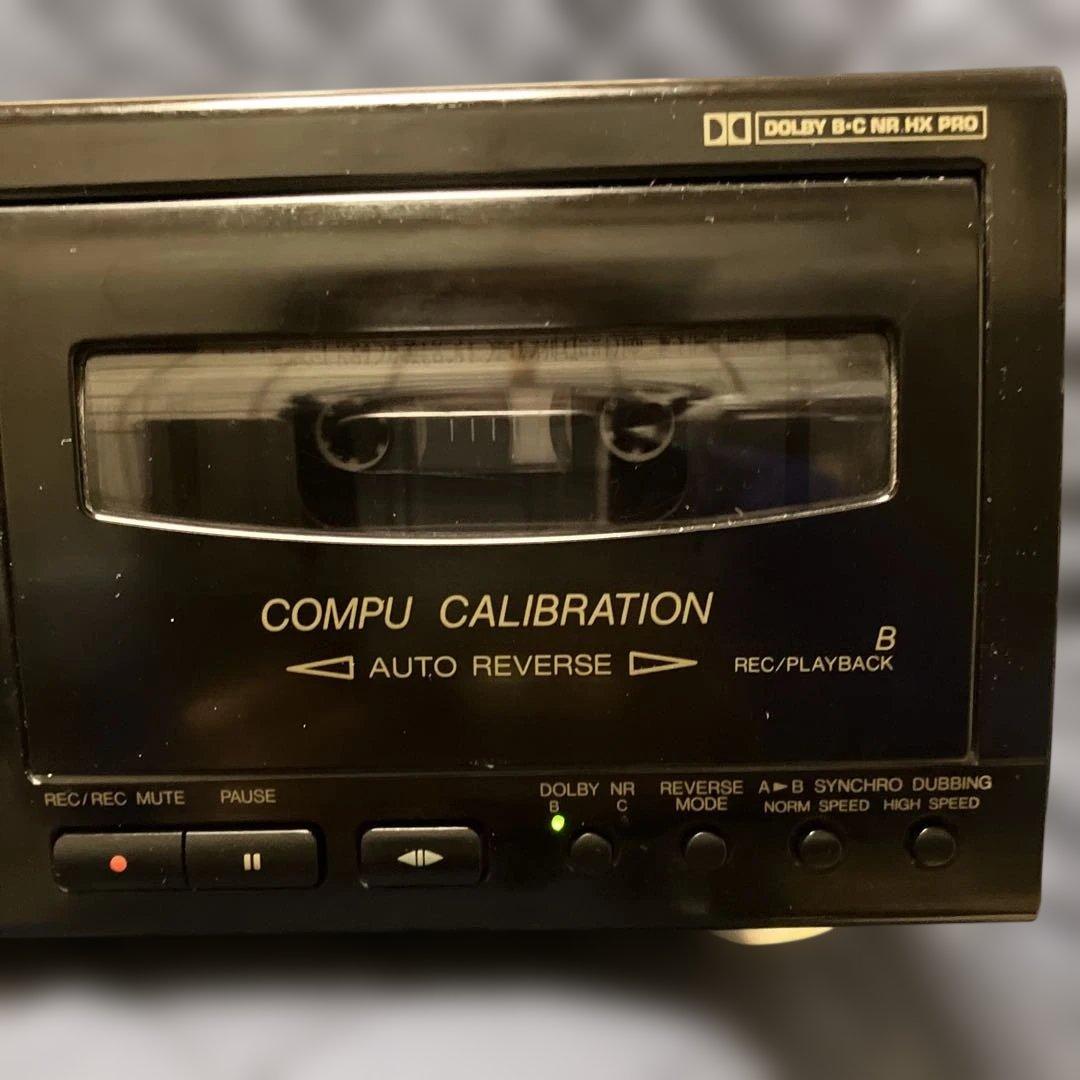 DOLBY B·C NR HX PRO
COMPU CALIBRATION
AUTO REVERSE
B
REC/PLAYBACK
REC/REC MUTE
PAUSE
DOLBY NR
B C
REVERSE
MODE
A►B SYNCHRO DUBBING
NORM SPEED HIGH SPEED